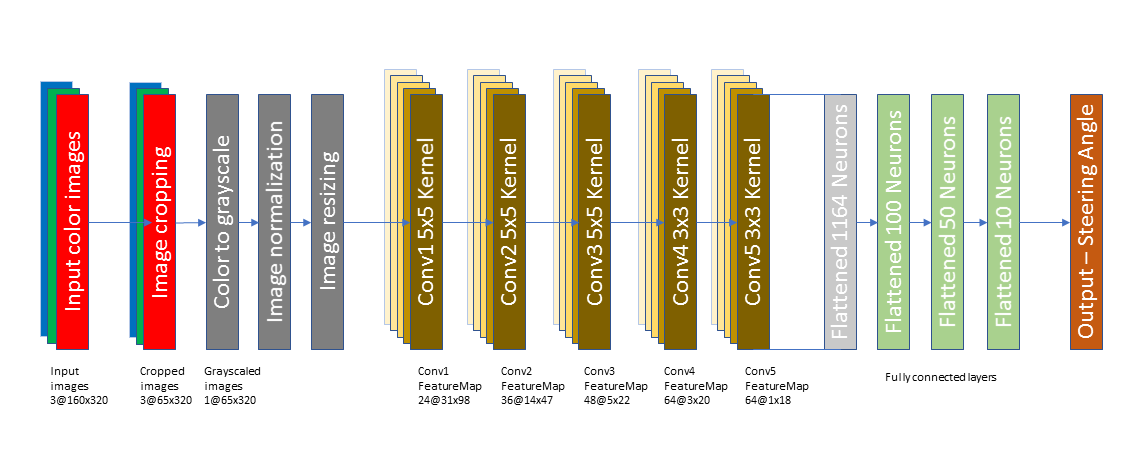 Input color images
Image cropping
Color to grayscale
Image normalization
Image resizing
Conv1 5x5 Kernel
Conv2 5x5 Kernel
Conv3 5x5 Kernel
Conv4 3x3 Kernel
Conv5 3x3 Kernel
Flattened 1164 Neurons
Flattened 100 Neurons
Flattened 50 Neurons
Flattened 10 Neurons
Output – Steering Angle
Input
images
3@160x320
Cropped
images
3@65x320
Grayscaled
images
1@65x320
Conv1
FeatureMap
24@31x98
Conv2
FeatureMap
36@14x47
Conv3
FeatureMap
48@5x22
Conv4
FeatureMap
64@3x20
Conv5
FeatureMap
64@1x18
Fully connected layers